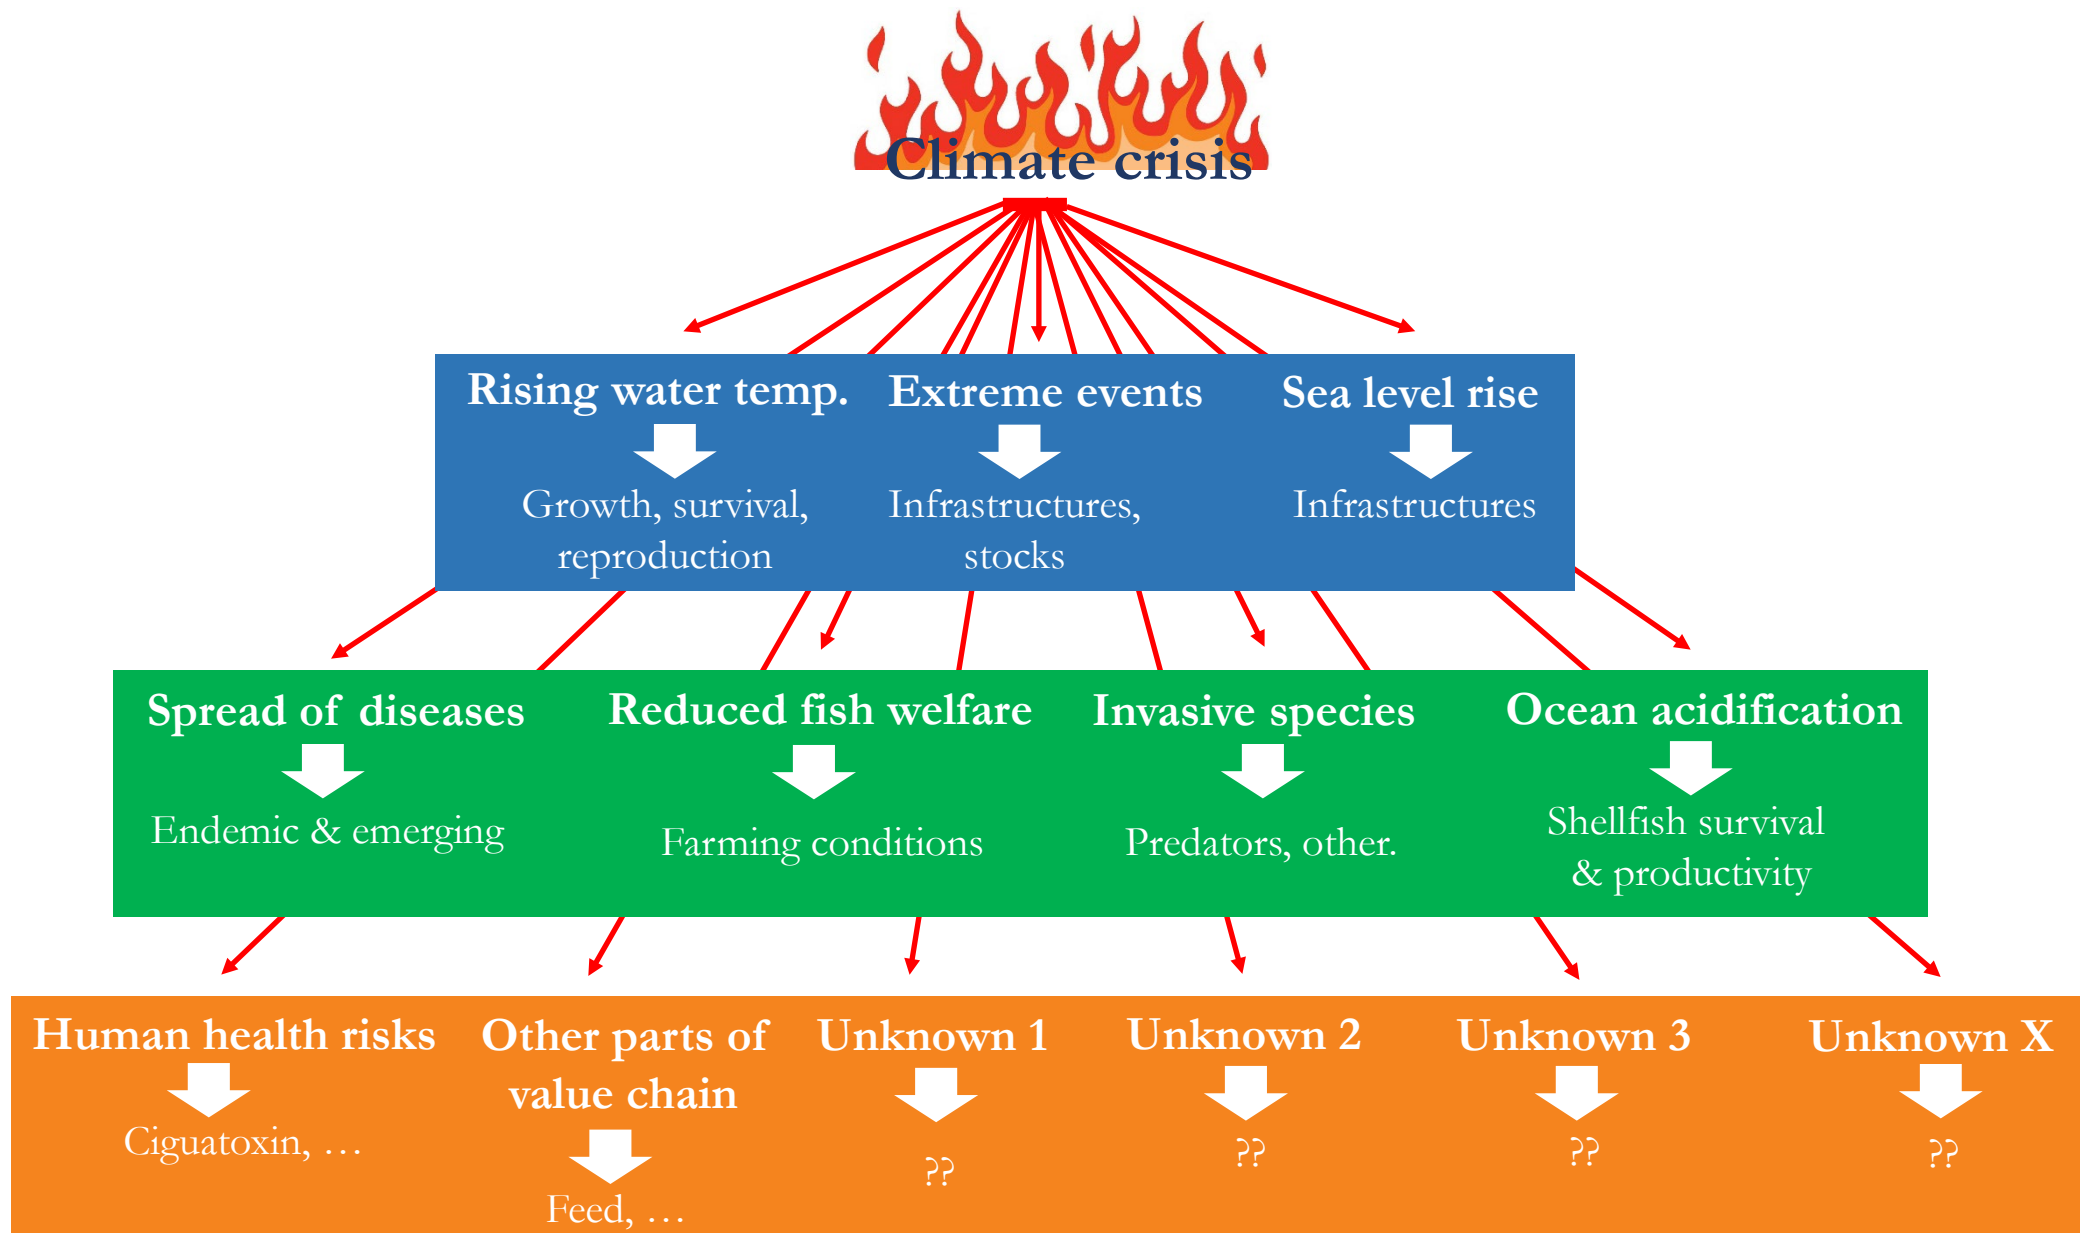 Climate crisis
Rising water temp.
Extreme events
Sea level rise
Growth, survival,
reproduction
Infrastructures,
stocks
Infrastructures
Spread of diseases
Reduced fish welfare
Invasive species
Ocean acidification
Endemic & emerging
Farming conditions
Predators, other.
Shellfish survival
& productivity
Human health risks
Other parts of
value chain
Unknown 1
Unknown 2
Unknown 3
Unknown X
Ciguatoxin, …
Feed, …
??
??
??
??